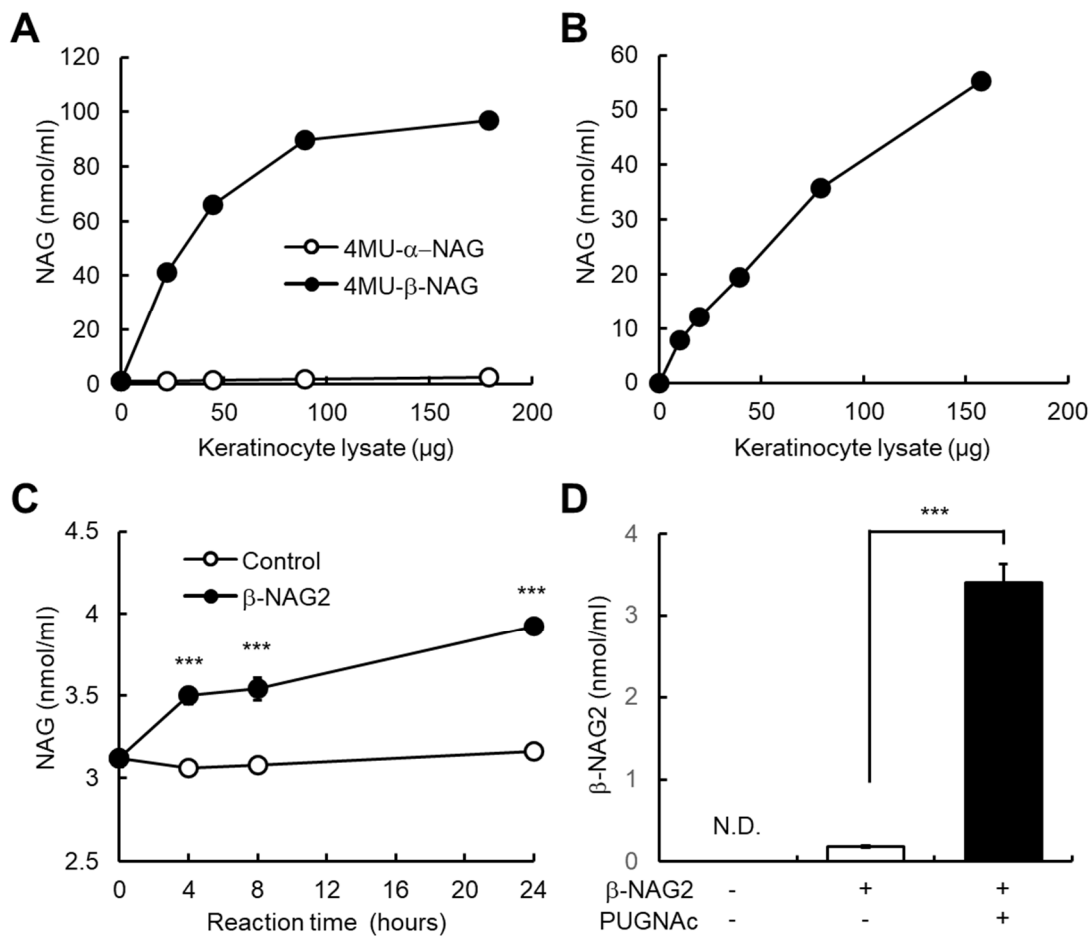 A
NAG (nmol/ml)
120
100
80
60
40
20
0
0 50 100 150 200
Keratinocyte lysate (µg)
4MU-α–NAG
4MU-β-NAG
B
NAG (nmol/ml)
60
50
40
30
20
10
0
0 50 100 150 200
Keratinocyte lysate (µg)
C
NAG (nmol/ml)
4.5
4
3.5
3
2.5
Control
β-NAG2
*** *** ***
0 4 8 12 16 20 24
Reaction time (hours)
D
β-NAG2 (nmol/ml)
4
3
2
1
0
***
N.D.
β-NAG2 - + +
PUGNAc - - +